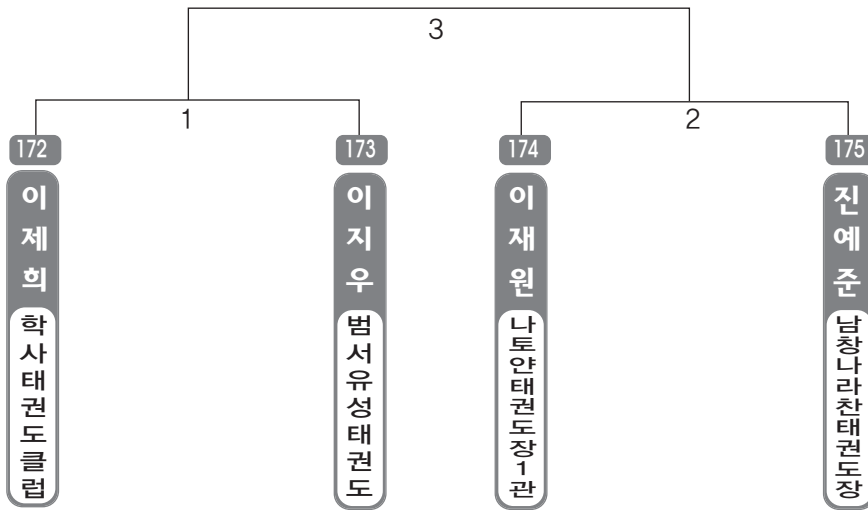 3
1
2
172
이제희
학사태권도클럽
173
이지우
범서유성태권도
174
이재원
나토얀태권도장1관
175
진예준
남창나라찬태권도장